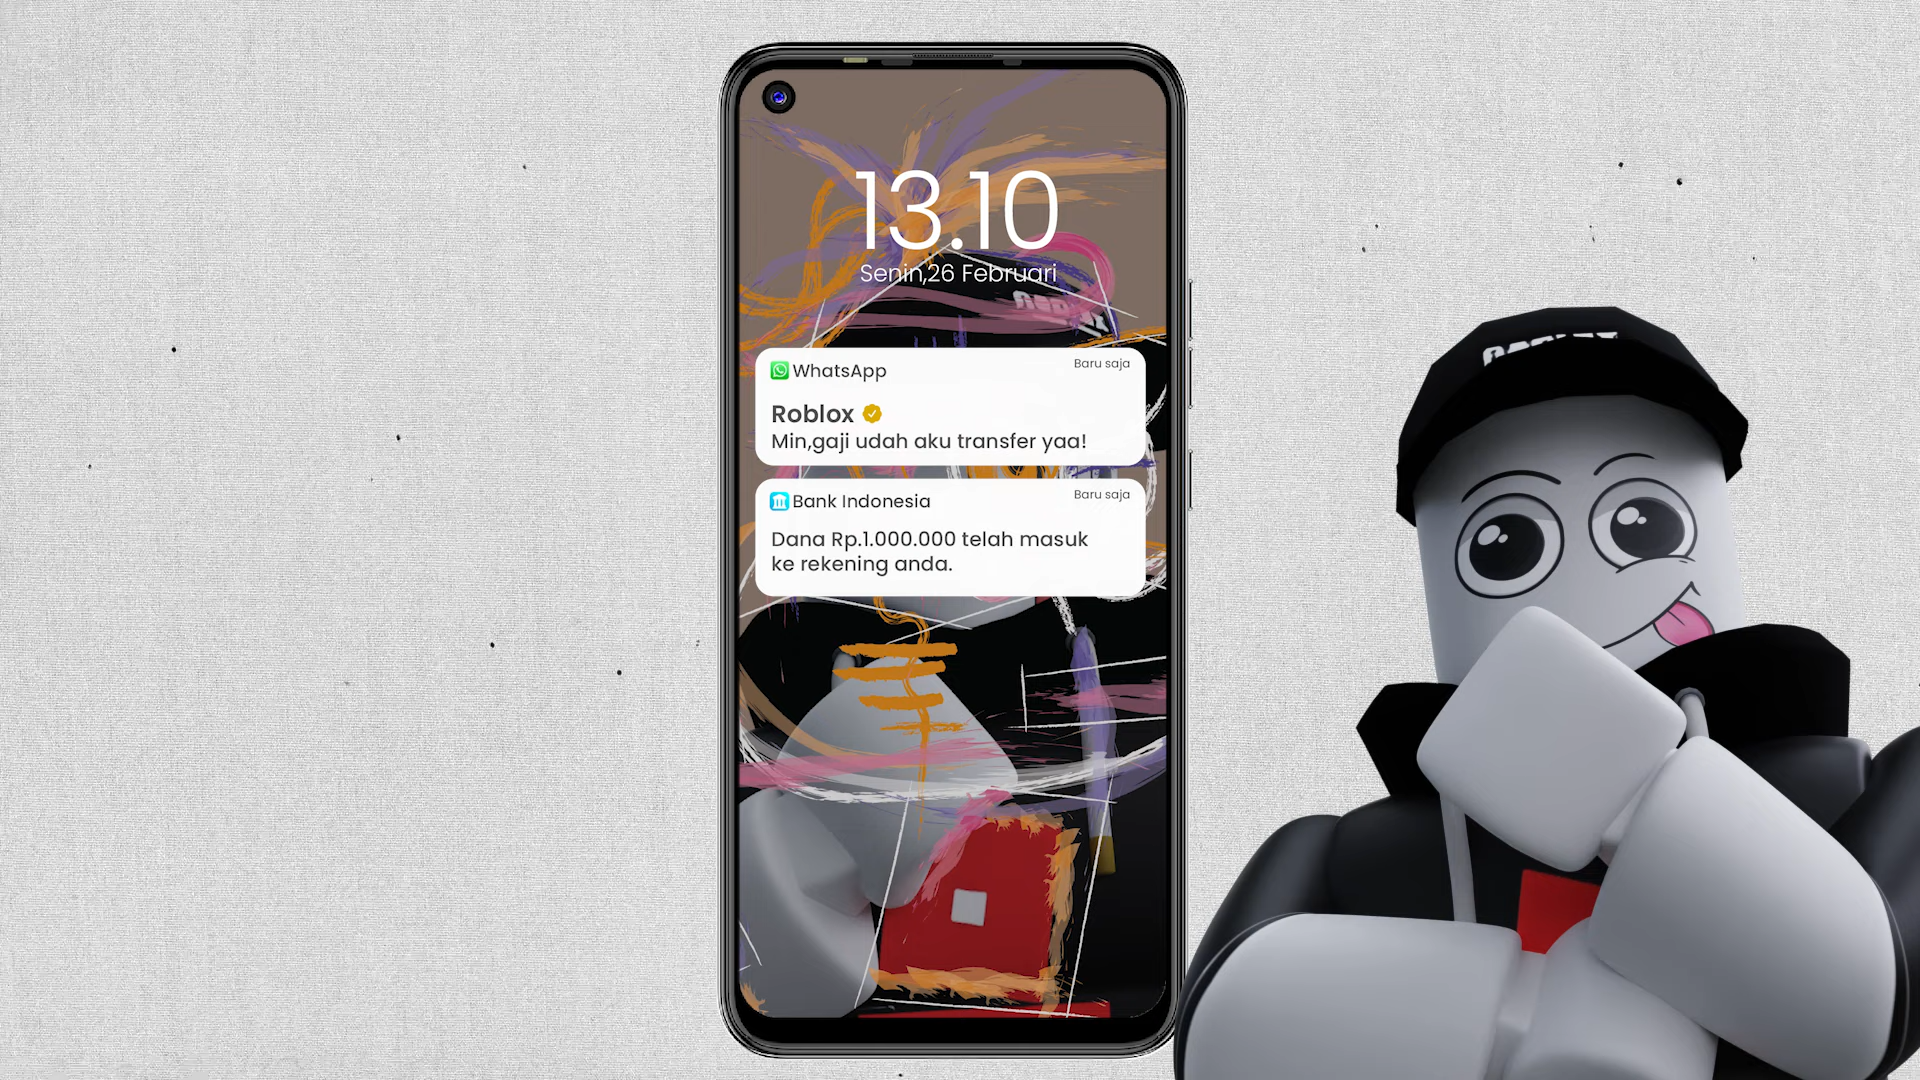 13.10
Senin,26 Februari
WhatsApp
Baru saja
Roblox
Min,gaji udah aku transfer yaa!
Bank Indonesia
Baru saja
Dana Rp.1.000.000 telah masuk
ke rekening anda.